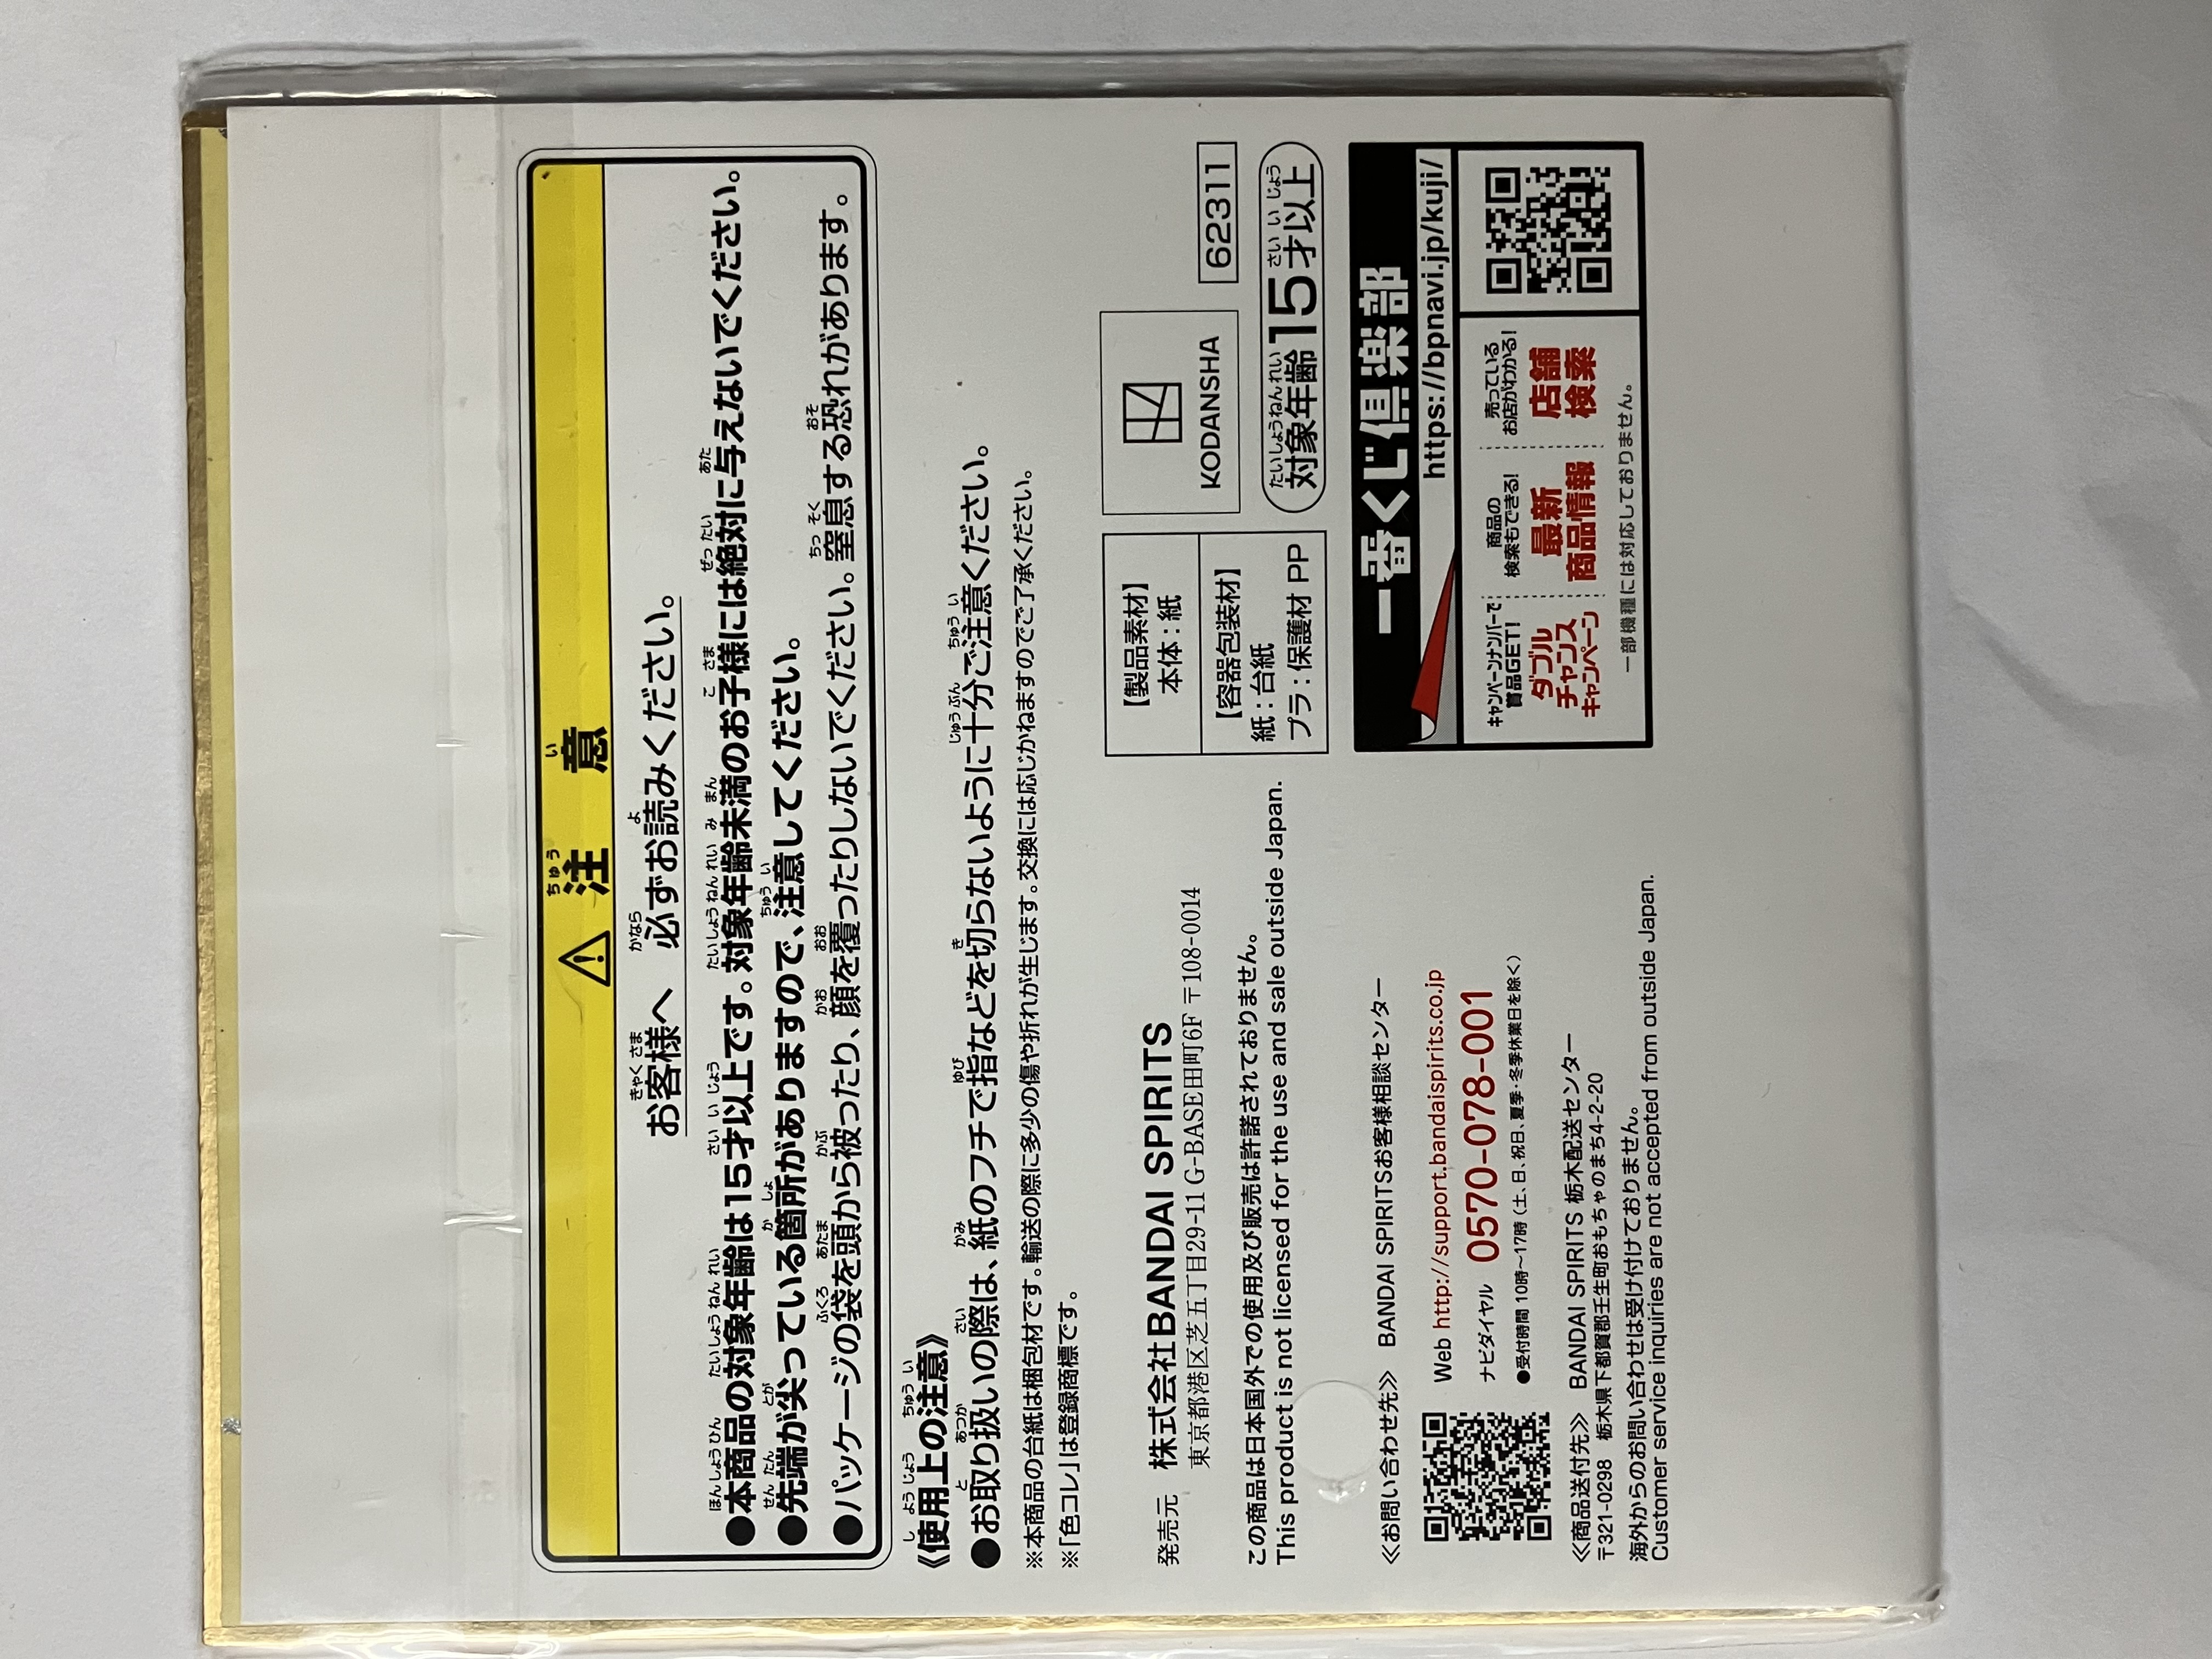 ⚠ 注意
お客様へ 必ずお読みください。
●本商品の対象年齢は15才以上です。対象年齢未満のお子様には絶対に与えないでください。
●先端が尖っている箇所がありますので、注意してください。
●パッケージの袋を頭から被ったり、顔を覆ったりしないでください。窒息する恐れがあります。
《使用上の注意》
●お取り扱いの際は、紙のフチで指などを切らないように十分ご注意ください。
※本商品の台紙は梱包材です。輸送の際に多少の傷や折れが生じます。交換には応じかねますのでご了承ください。
※「色コレ」は登録商標です。
発売元 株式会社BANDAI SPIRITS
東京都港区芝五丁目29-11 G-BASE田町6F 〒108-0014
この商品は日本国外での使用及び販売は許諾されておりません。
This product is not licensed for the use and sale outside Japan.
≪お問い合わせ先≫ BANDAI SPIRITSお客様相談センター
Web http://support.bandaispirits.co.jp
ナビダイヤル 0570-078-001
●受付時間 10時～17時(土、日、祝日、夏季・冬季休業日を除く)
≪商品送付先≫ BANDAI SPIRITS 栃木配送センター
〒321-0298 栃木県下都賀郡壬生町おもちゃのまち4-2-20
海外からのお問い合わせは受け付けておりません。
Customer service inquiries are not accepted from outside Japan.
【製品素材】
本体:紙
【容器包装材】
紙:台紙
プラ:保護材 PP
KODANSHA
62311
対象年齢15才以上
一番くじ倶楽部
https://bpnavi.jp/kuji/
キャンペーンナンバーで
賞品GET!
ダブル
チャンス
キャンペーン
商品の
検索もできる!
最新
商品情報
売っている
お店がわかる!
店舗
検索
一部機種には対応しておりません。